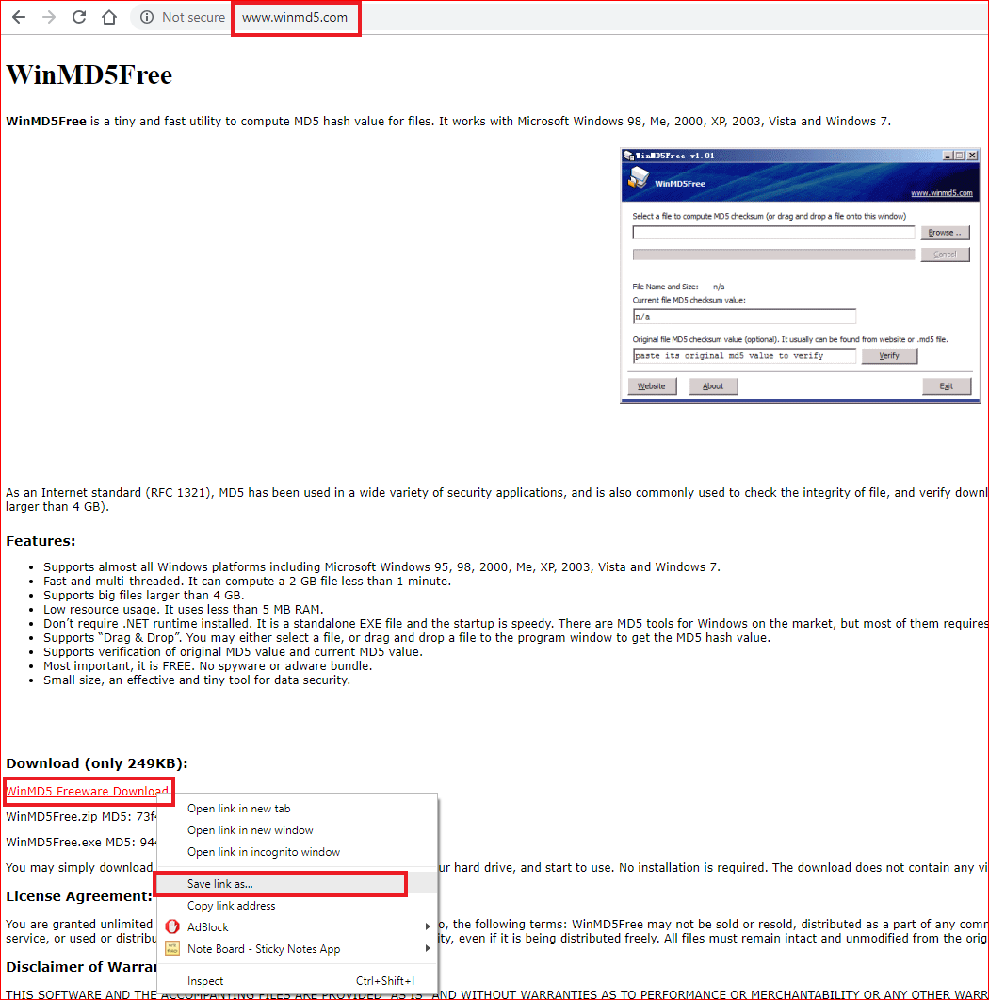 Not secure www.winmd5.com
WinMD5Free
WinMD5Free is a tiny and fast utility to compute MD5 hash value for files. It works with Microsoft Windows 98, Me, 2000, XP, 2003, Vista and Windows 7.
WinMD5Free v1.01
WinMD5Free
www.winmd5.com
Select a file to compute MD5 checksum (or drag and drop a file onto this window)
Browse ..
Cancel
File Name and Size: n/a
Current file MD5 checksum value:
n/a
Original file MD5 checksum value (optional). It usually can be found from website or .md5 file.
paste its original md5 value to verify Verify
Website About Exit
As an Internet standard (RFC 1321), MD5 has been used in a wide variety of security applications, and is also commonly used to check the integrity of file, and verify downl
larger than 4 GB).
Features:
• Supports almost all Windows platforms including Microsoft Windows 95, 98, 2000, Me, XP, 2003, Vista and Windows 7.
• Fast and multi-threaded. It can compute a 2 GB file less than 1 minute.
• Supports big files larger than 4 GB.
• Low resource usage. It uses less than 5 MB RAM.
• Don’t require .NET runtime installed. It is a standalone EXE file and the startup is speedy. There are MD5 tools for Windows on the market, but most of them requires
• Supports “Drag & Drop”. You may either select a file, or drag and drop a file to the program window to get the MD5 hash value.
• Supports verification of original MD5 value and current MD5 value.
• Most important, it is FREE. No spyware or adware bundle.
• Small size, an effective and tiny tool for data security.
Download (only 249KB):
WinMD5 Freeware Download
WinMD5Free.zip MD5: 73f4
WinMD5Free.exe MD5: 944
You may simply download
ur hard drive, and start to use. No installation is required. The download does not contain any vi
License Agreement:
You are granted unlimited
o, the following terms: WinMD5Free may not be sold or resold, distributed as a part of any comm
service, or used or distribu
ty, even if it is being distributed freely. All files must remain intact and unmodified from the orig
Disclaimer of Warran
THIS SOFTWARE AND THE ACCOMPANYING FILES ARE PROVIDED "AS IS" AND WITHOUT WARRANTIES AS TO PERFORMANCE OR MERCHANTABILITY OR ANY OTHER WARR
Open link in new tab
Open link in new window
Open link in incognito window
Save link as...
Copy link address
AdBlock
Note Board - Sticky Notes App
Inspect Ctrl+Shift+I